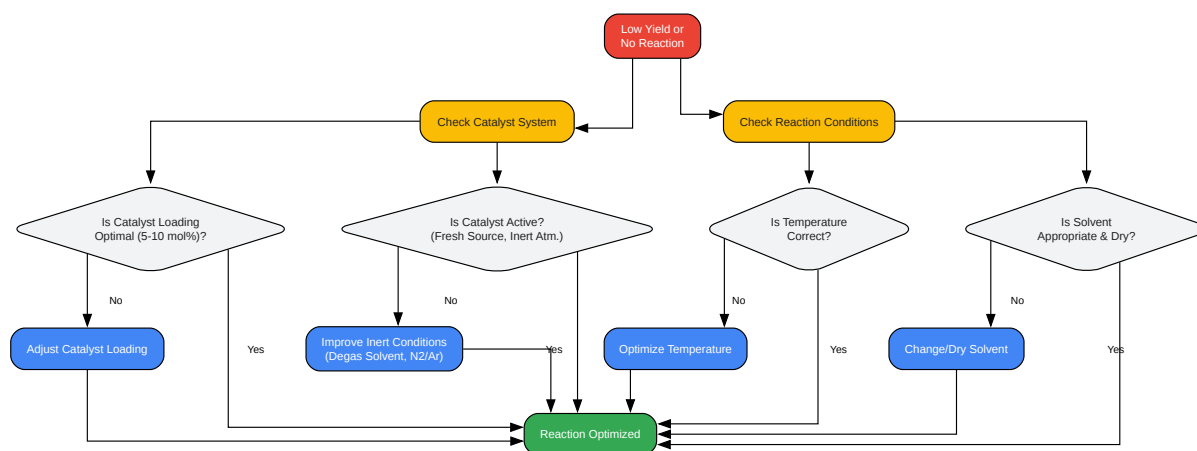 Low Yield or
No Reaction
Check Catalyst System
Check Reaction Conditions
Is Catalyst Loading
Optimal (5-10 mol%)?
Is Catalyst Active?
(Fresh Source, Inert Atm.)
Is Temperature
Correct?
Is Solvent
Appropriate & Dry?
No
No
No
No
Adjust Catalyst Loading
Yes
Improve Inert Conditions
(Degas Solvent, N2/Ar)
Yes
Optimize Temperature
Yes
Change/Dry Solvent
Yes
Reaction Optimized